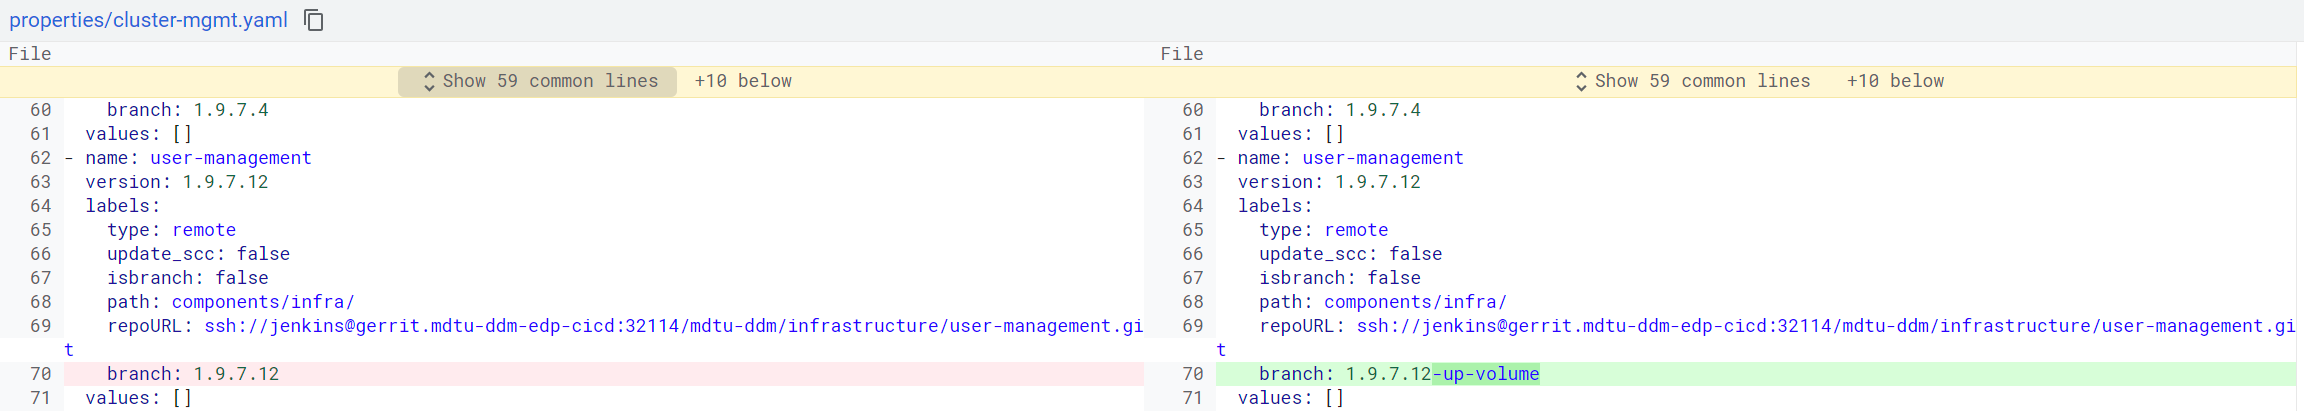 properties/cluster-mgmt.yaml
File
File
Show 59 common lines +10 below
Show 59 common lines +10 below
60 branch: 1.9.7.4
61 values: []
62 - name: user-management
63 version: 1.9.7.12
64 labels:
65 type: remote
66 update_scc: false
67 isbranch: false
68 path: components/infra/
69 repoURL: ssh://jenkins@gerrit.mdtu-ddm-edp-cicd:32114/mdtu-ddm/infrastructure/user-management.gi
t
70 branch: 1.9.7.12
71 values: []
60 branch: 1.9.7.4
61 values: []
62 - name: user-management
63 version: 1.9.7.12
64 labels:
65 type: remote
66 update_scc: false
67 isbranch: false
68 path: components/infra/
69 repoURL: ssh://jenkins@gerrit.mdtu-ddm-edp-cicd:32114/mdtu-ddm/infrastructure/user-management.gi
t
70 branch: 1.9.7.12-up-volume
71 values: []